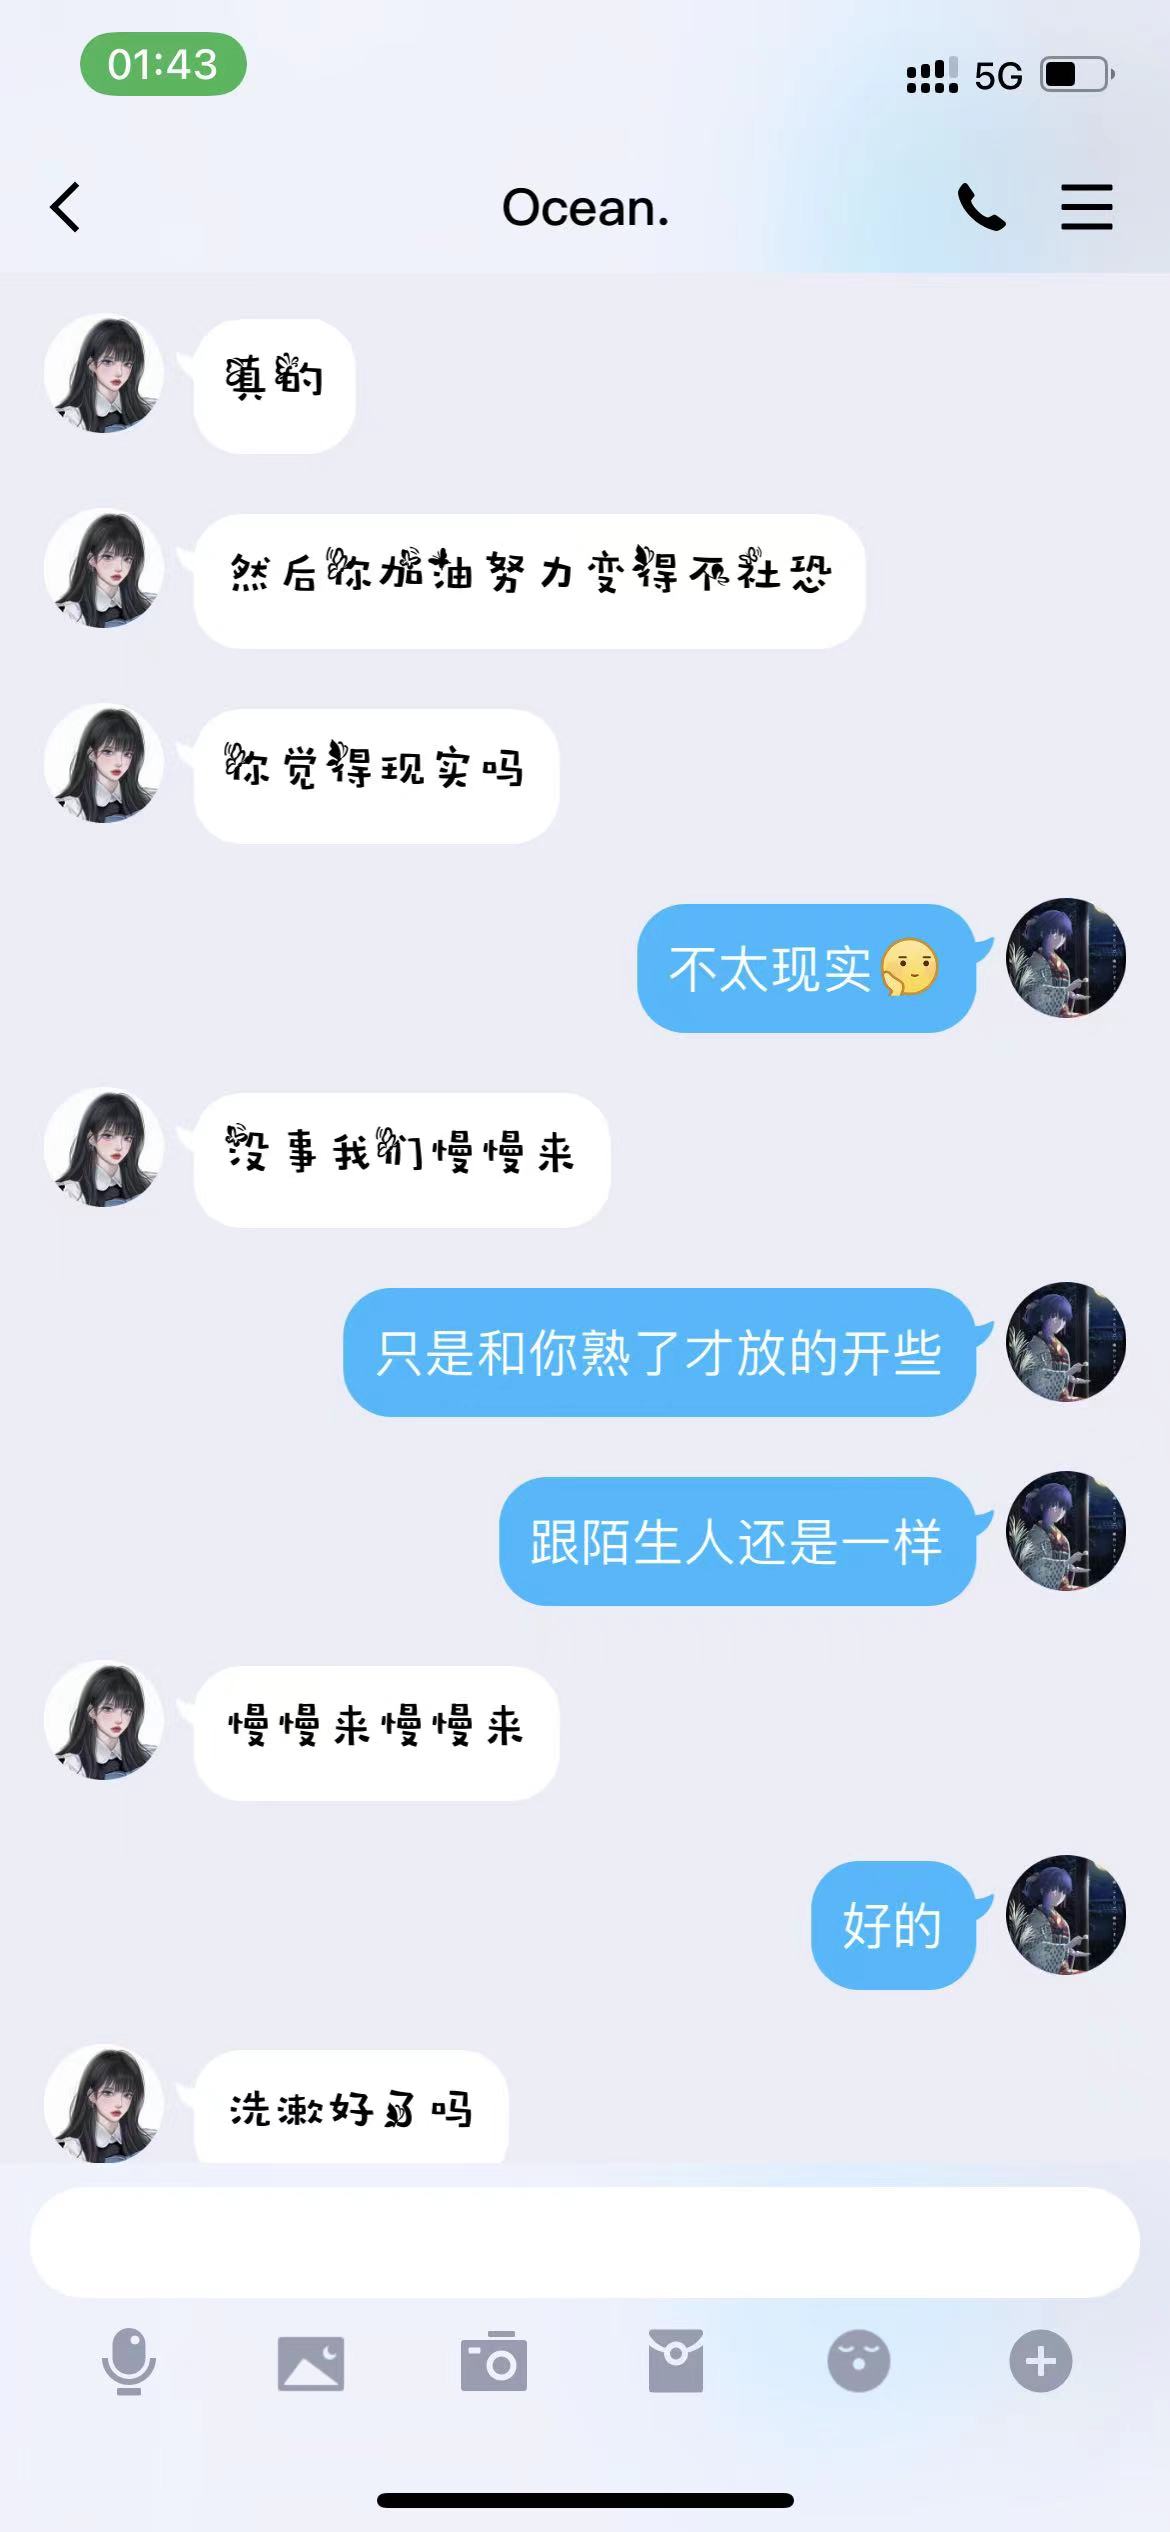 01:43
5G
Ocean.
真的
然后你加油努力变得不社恐
你觉得现实吗
不太现实
没事我们慢慢来
只是和你熟了才放的开些
跟陌生人还是一样
慢慢来慢慢来
好的
洗漱好了吗